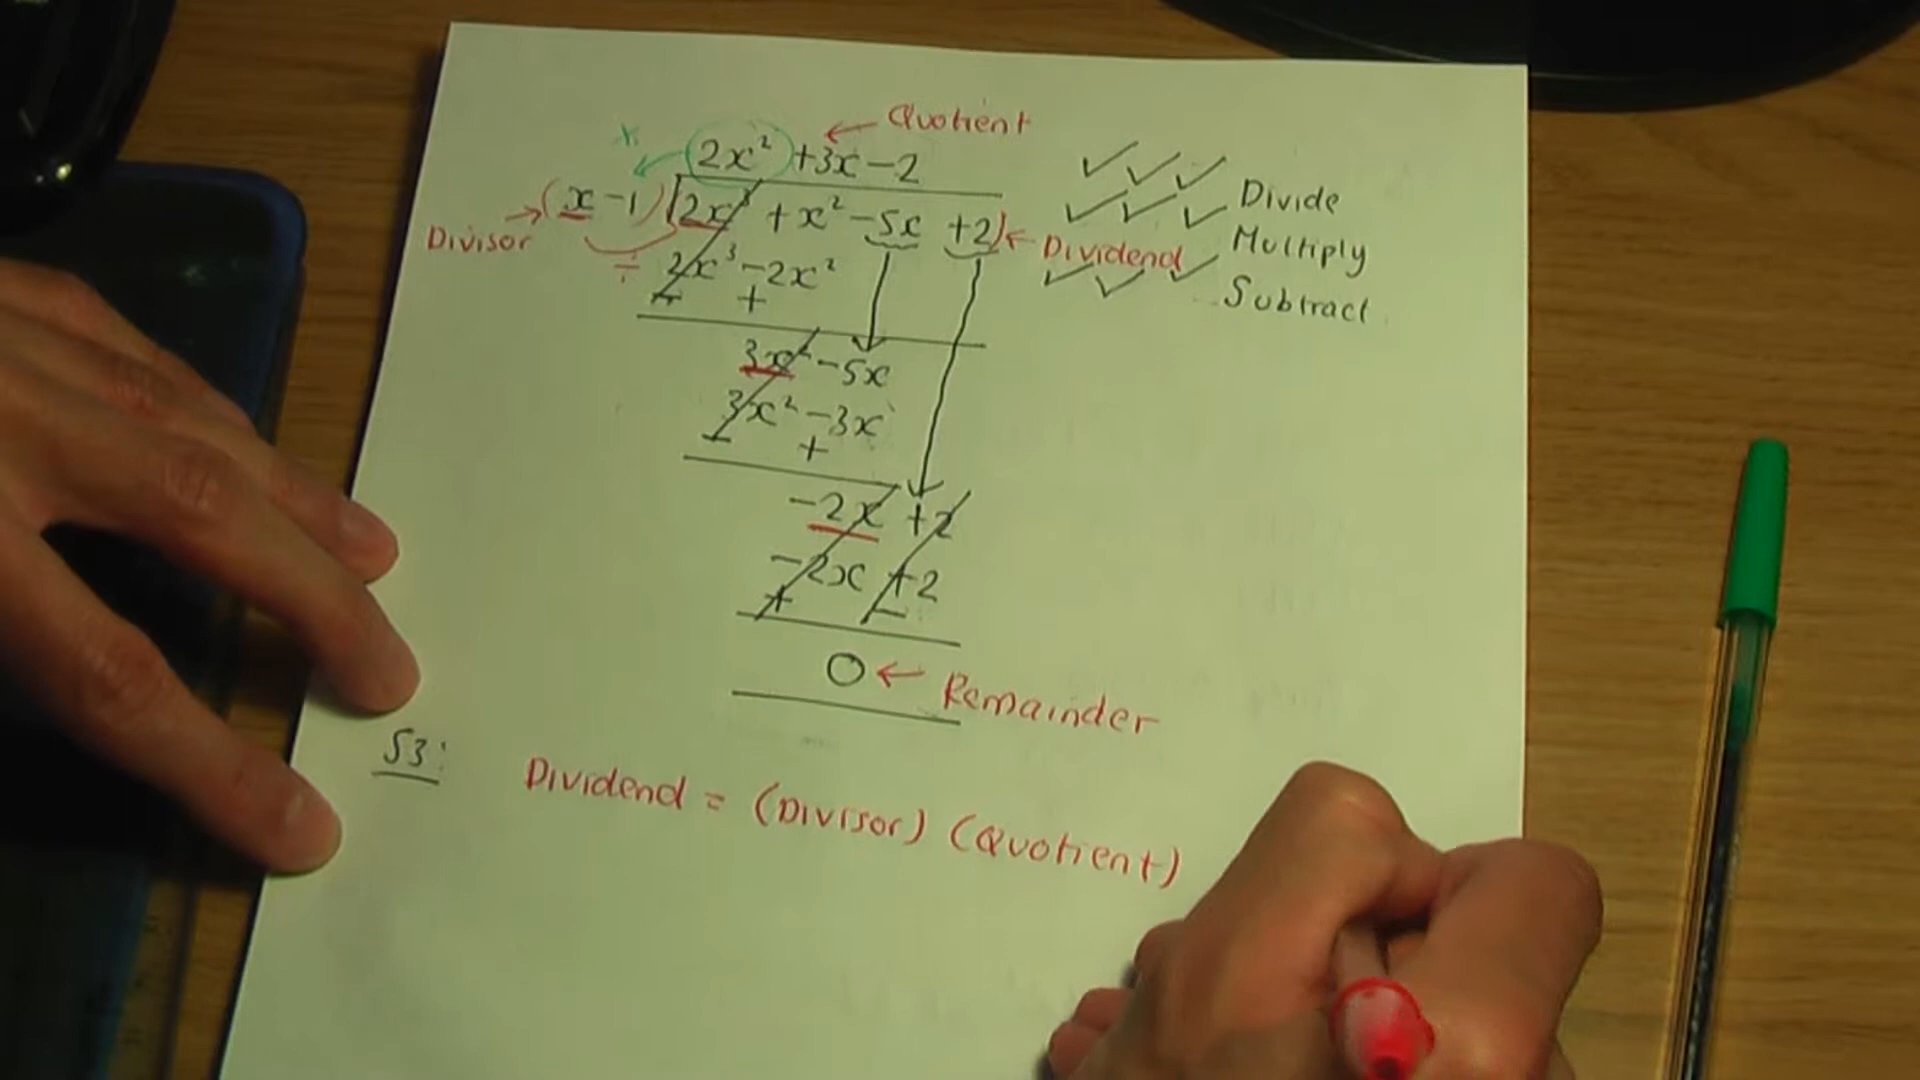 × Quotient
2x² + 3x - 2
(x - 1) 2x³ + x² - 5x + 2) ← Dividend
Divisor
÷ 2x³ - 2x²
- +
3x² - 5x
3x² - 3x
- +
-2x + 2
-2x + 2
+ -
0 ← Remainder
✓ ✓ ✓ Divide
✓ ✓ ✓ Multiply
✓ ✓ ✓ Subtract
S3: Dividend = (Divisor) (Quotient)